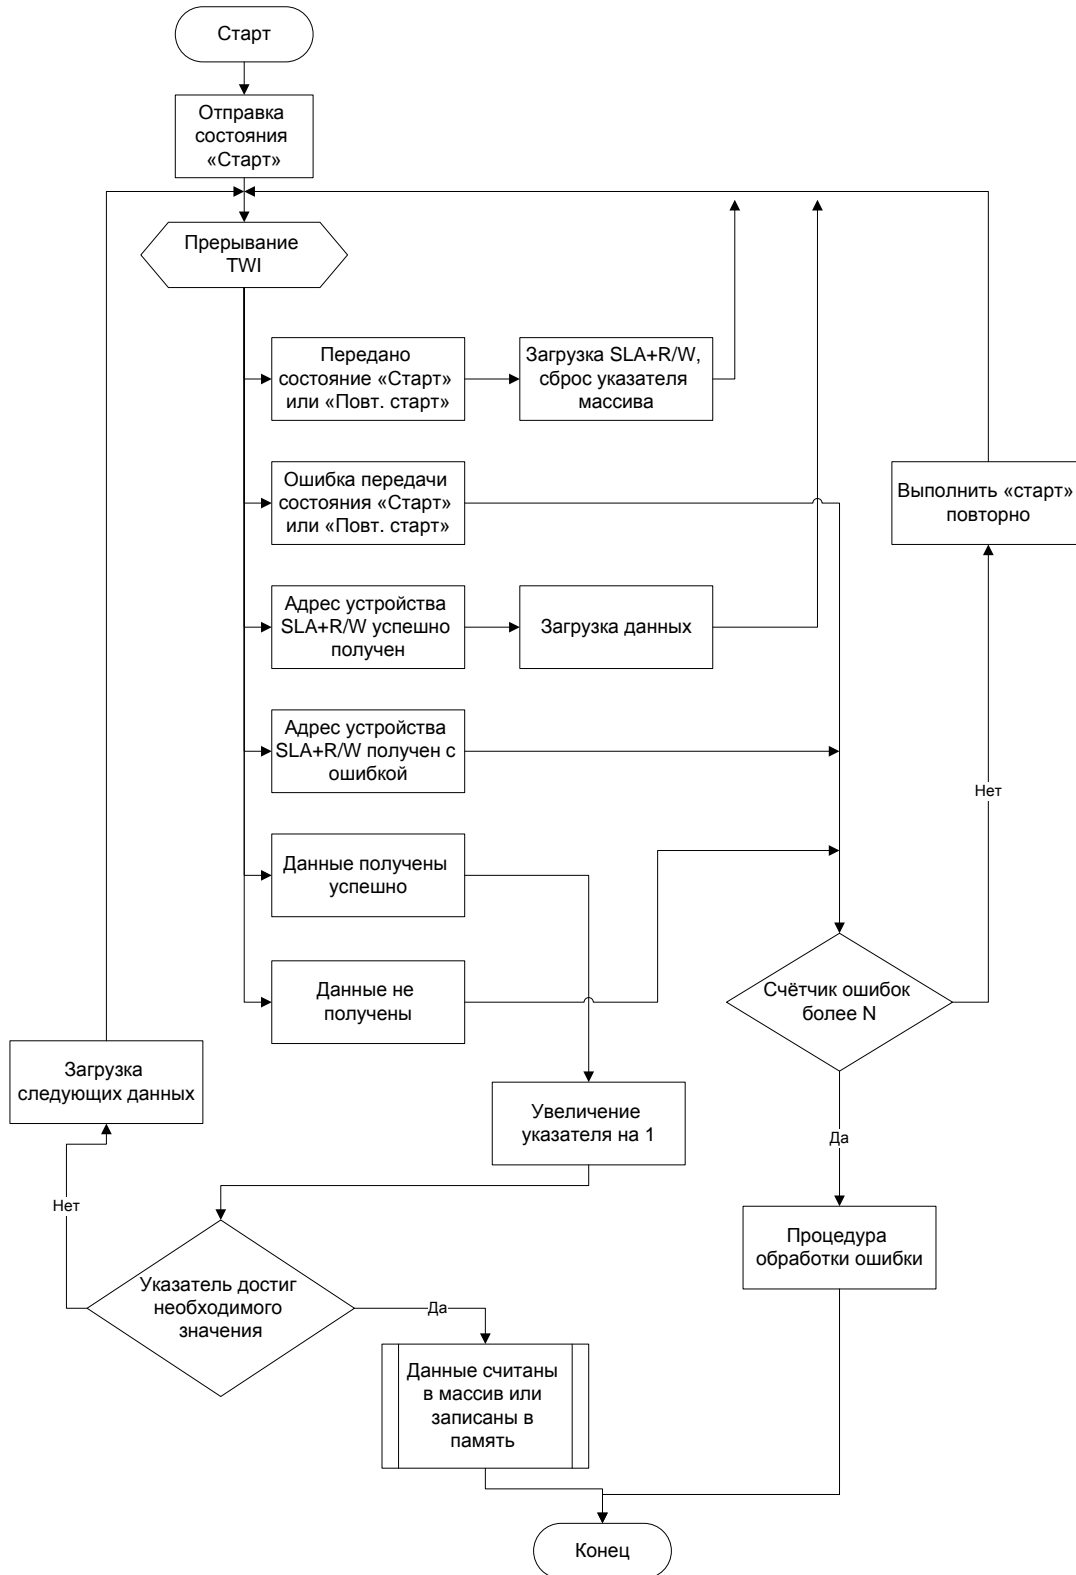 Старт
Отправка
состояния
«Старт»
Прерывание
TWI
Передано
состояние «Старт»
или «Повт. старт»
Загрузка SLA+R/W,
сброс указателя
массива
Ошибка передачи
состояния «Старт»
или «Повт. старт»
Выполнить «старт»
повторно
Адрес устройства
SLA+R/W успешно
получен
Загрузка данных
Адрес устройства
SLA+R/W получен с
ошибкой
Нет
Данные получены
успешно
Данные не
получены
Счётчик ошибок
более N
Загрузка
следующих данных
Увеличение
указателя на 1
Да
Нет
Процедура
обработки ошибки
Указатель достиг
необходимого
значения
Да
Данные считаны
в массив или
записаны в
память
Конец